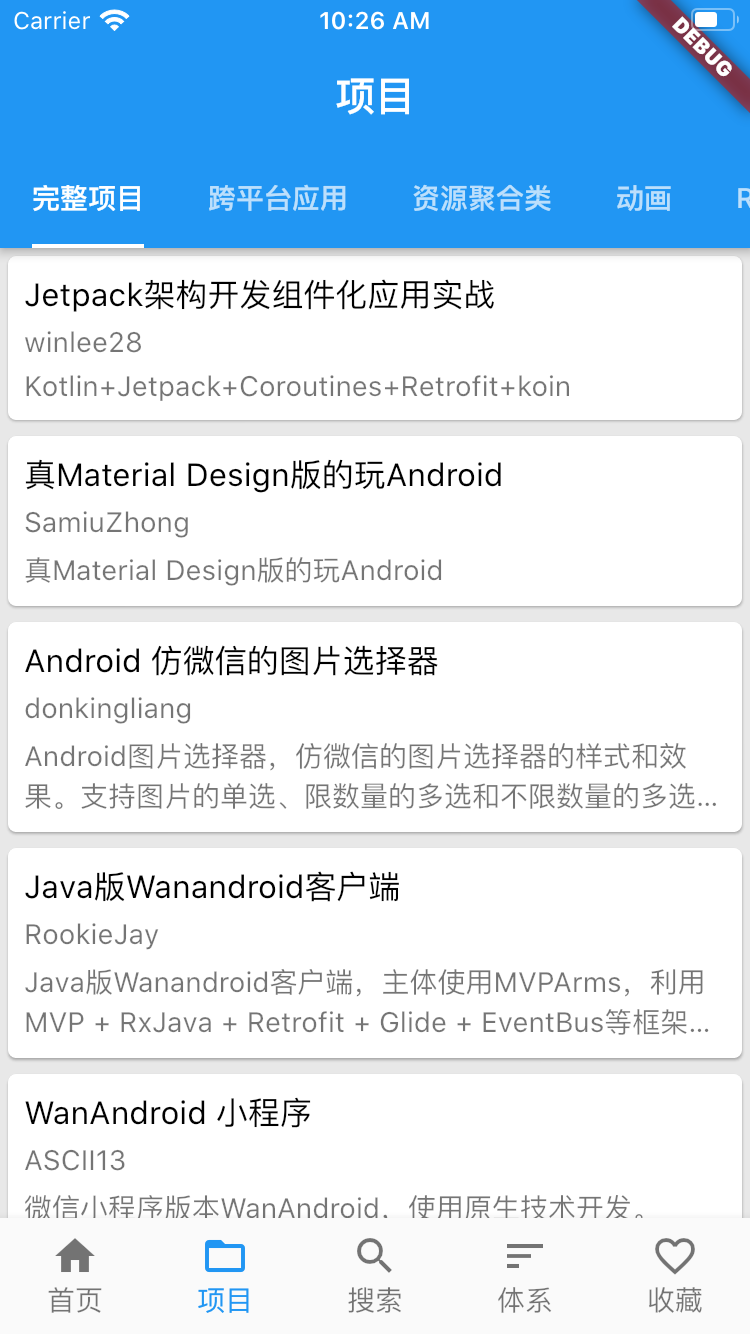 Carrier 10:26 AM
DEBUG
项目
完整项目 跨平台应用 资源聚合类 动画 R
Jetpack架构开发组件化应用实战
winlee28
Kotlin+Jetpack+Coroutines+Retrofit+koin
真Material Design版的玩Android
SamiuZhong
真Material Design版的玩Android
Android 仿微信的图片选择器
donkingliang
Android图片选择器，仿微信的图片选择器的样式和效
果。支持图片的单选、限数量的多选和不限数量的多选...
Java版Wanandroid客户端
RookieJay
Java版Wanandroid客户端，主体使用MVPArms，利用
MVP + RxJava + Retrofit + Glide + EventBus等框架...
WanAndroid 小程序
ASCII13
微信小程序版本WanAndroid，使用原生技术开发。
首页 项目 搜索 体系 收藏